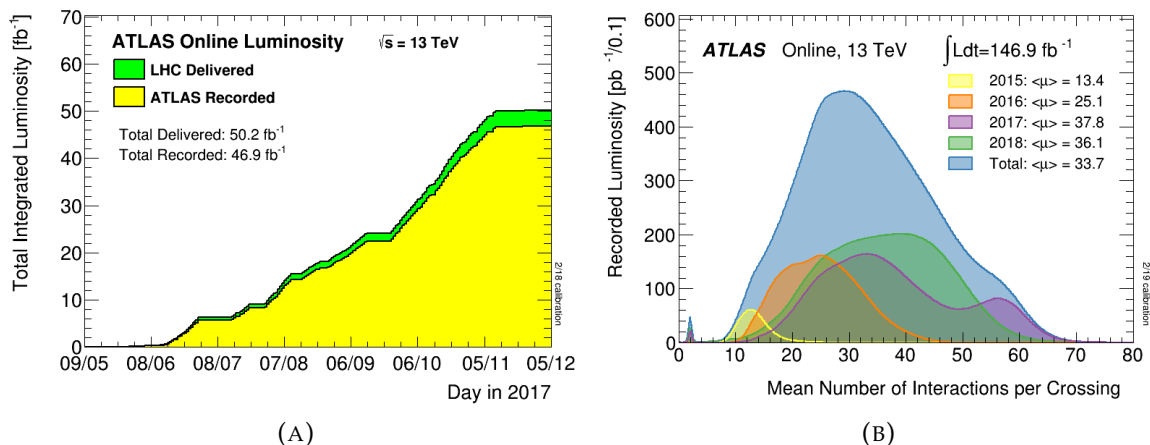 Total Integrated Luminosity [fb⁻¹]
70
60
50
40
30
20
10
0
ATLAS Online Luminosity √s = 13 TeV
LHC Delivered
ATLAS Recorded
Total Delivered: 50.2 fb⁻¹
Total Recorded: 46.9 fb⁻¹
2/18 calibration
09/05 08/06 08/07 07/08 06/09 06/10 05/11 05/12
Day in 2017
(A)
Recorded Luminosity [pb⁻¹/0.1]
600
500
400
300
200
100
0
ATLAS Online, 13 TeV ∫Ldt=146.9 fb⁻¹
2015: <μ> = 13.4
2016: <μ> = 25.1
2017: <μ> = 37.8
2018: <μ> = 36.1
Total: <μ> = 33.7
2/19 calibration
0 10 20 30 40 50 60 70 80
Mean Number of Interactions per Crossing
(B)